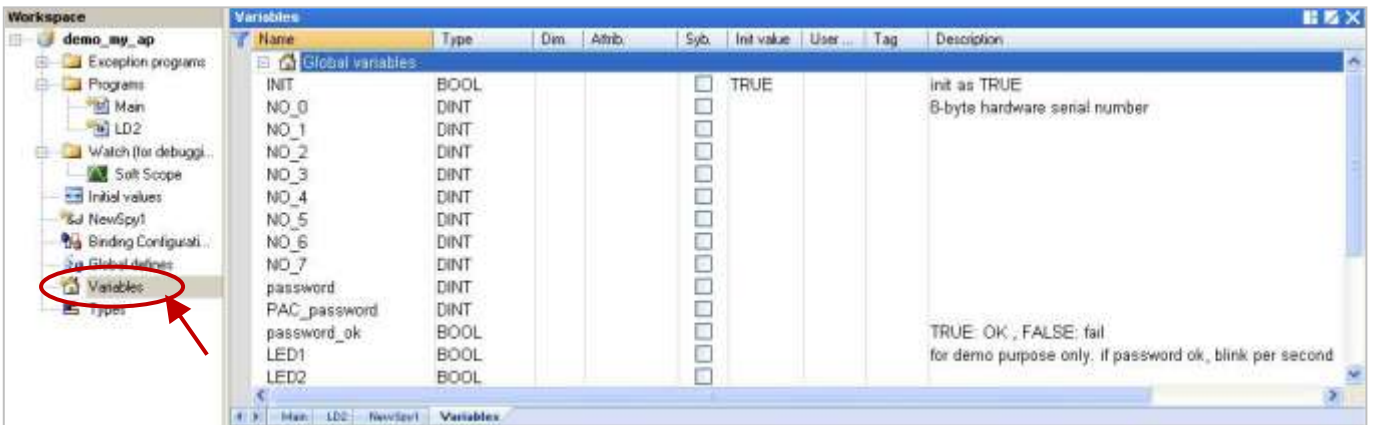 Workspace
demo_my_ap
Exception programs
Programs
Main
LD2
Watch (for debuggi...
Soft Scope
Initial values
NewSpy1
Binding Configurati...
Global defines
Variables
Types
Variables
Name Type Dim. Attrib. Syb. Init value User ... Tag Description
Global variables
INIT BOOL TRUE init as TRUE
NO_0 DINT 8-byte hardware serial number
NO_1 DINT
NO_2 DINT
NO_3 DINT
NO_4 DINT
NO_5 DINT
NO_6 DINT
NO_7 DINT
password DINT
PAC_password DINT
password_ok BOOL TRUE: OK , FALSE: fail
LED1 BOOL for demo purpose only. if password ok, blink per second
LED2 BOOL
Main LD2 NewSpy1 Variables